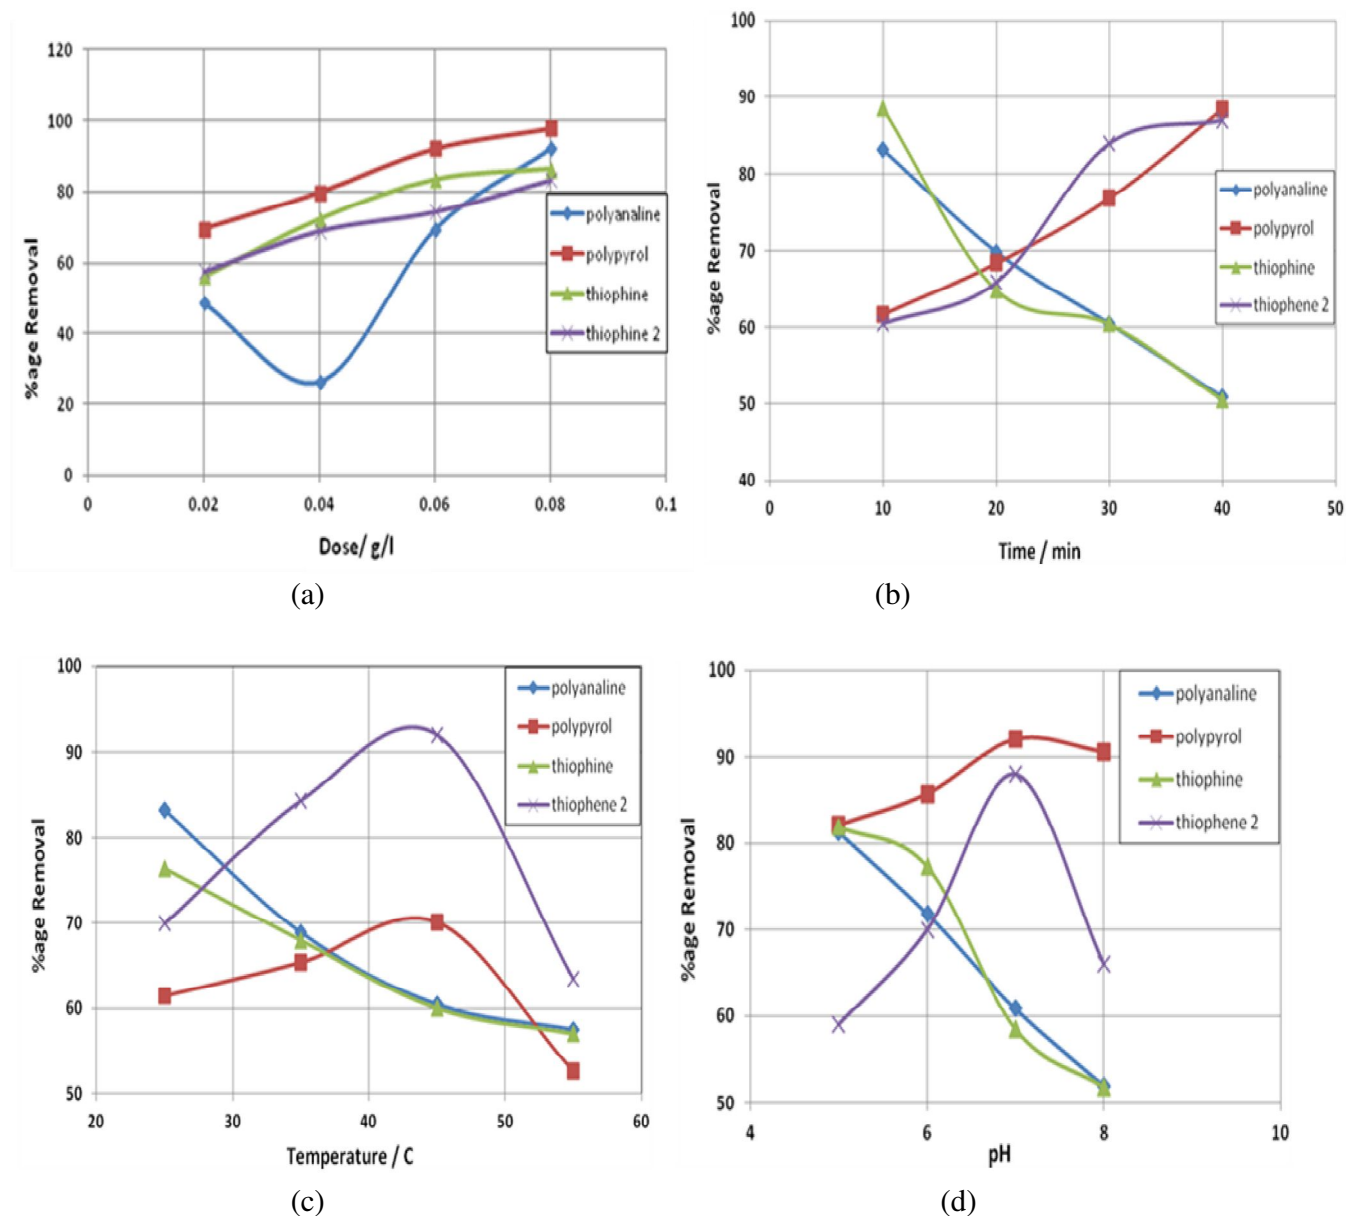 120
100
80
60
40
20
0
0 0.02 0.04 0.06 0.08 0.1
%age Removal
Dose/ g/l
polyanaline
polypyrol
thiophine
thiophine 2
(a)
100
90
80
70
60
50
40
0 10 20 30 40 50
%age Removal
Time / min
polyanaline
polypyrol
thiophine
thiophene 2
(b)
100
90
80
70
60
50
20 30 40 50 60
%age Removal
Temperature / C
polyanaline
polypyrol
thiophine
thiophene 2
(c)
100
90
80
70
60
50
4 6 8 10
%age Removal
pH
polyanaline
polypyrol
thiophine
thiophene 2
(d)